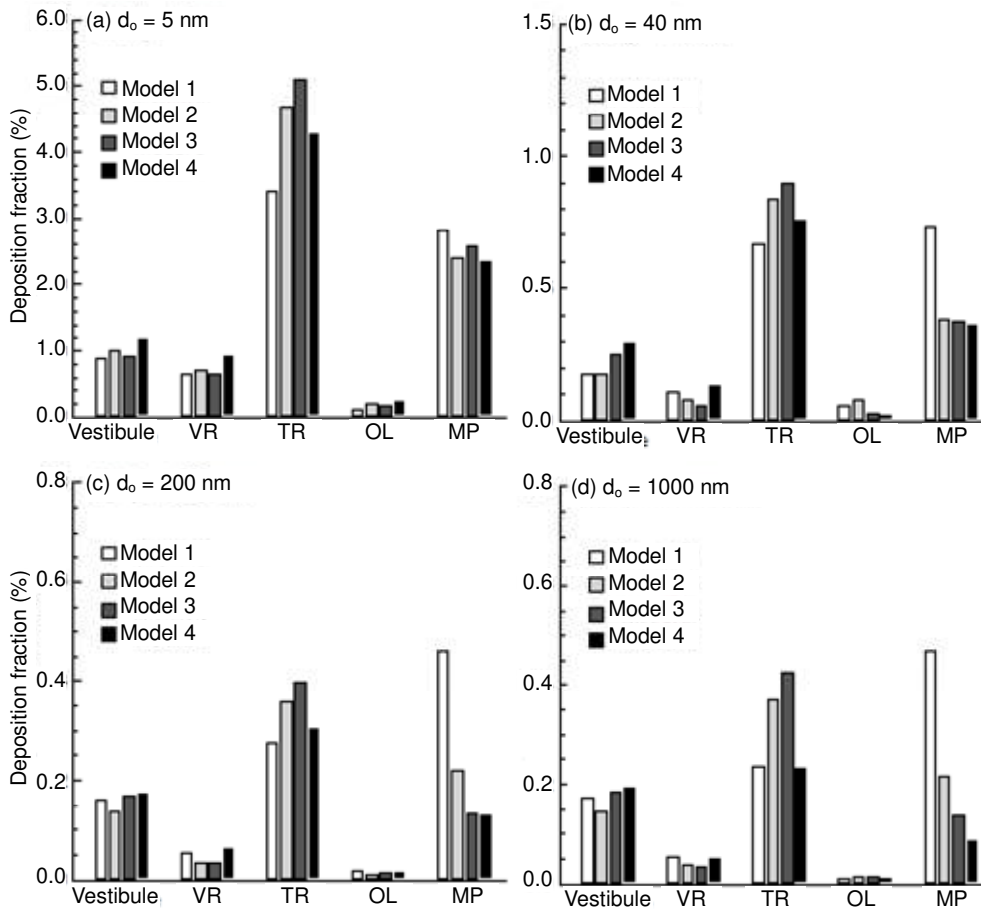 (a) dₒ = 5 nm
Deposition fraction (%)
6.0
5.0
4.0
3.0
2.0
1.0
0.0
Model 1
Model 2
Model 3
Model 4
Vestibule VR TR OL MP
(b) dₒ = 40 nm
1.5
1.0
0.5
0.0
Model 1
Model 2
Model 3
Model 4
Vestibule VR TR OL MP
(c) dₒ = 200 nm
Deposition fraction (%)
0.8
0.6
0.4
0.2
0.0
Model 1
Model 2
Model 3
Model 4
Vestibule VR TR OL MP
(d) dₒ = 1000 nm
0.8
0.6
0.4
0.2
0.0
Model 1
Model 2
Model 3
Model 4
Vestibule VR TR OL MP